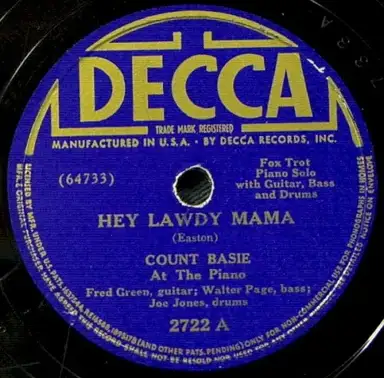 DECCA
TRADE MARK REGISTERED
MANUFACTURED IN U.S.A. • BY DECCA RECORDS, INC.
(64733)
Fox Trot
Piano Solo
with Guitar, Bass
and Drums
HEY LAWDY MAMA
(Easton)
COUNT BASIE
At The Piano
Fred Green, guitar; Walter Page, bass;
Joe Jones, drums
2722 A